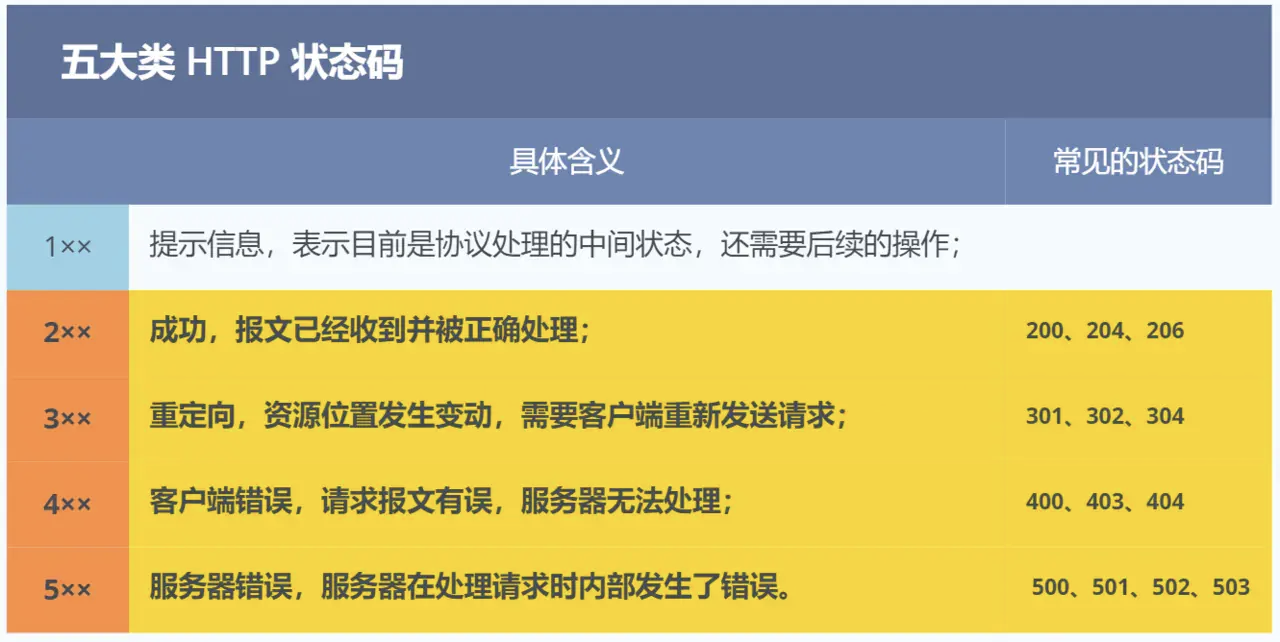 五大类 HTTP 状态码
具体含义 常见的状态码
1×× 提示信息，表示目前是协议处理的中间状态，还需要后续的操作；
2×× 成功，报文已经收到并被正确处理； 200、204、206
3×× 重定向，资源位置发生变动，需要客户端重新发送请求； 301、302、304
4×× 客户端错误，请求报文有误，服务器无法处理； 400、403、404
5×× 服务器错误，服务器在处理请求时内部发生了错误。 500、501、502、503